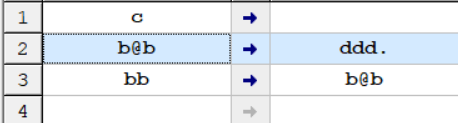 1 c →
2 b@b → ddd.
3 bb → b@b
4 →